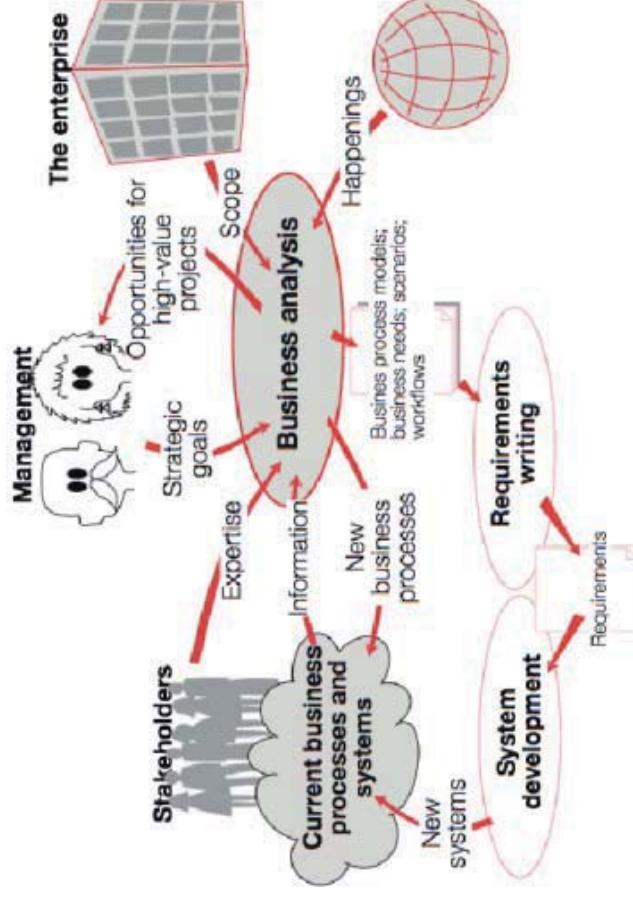 Management
The enterprise
Stakeholders
Strategic
goals
Opportunities for
high-value
projects
Scope
Expertise
Information
Business analysis
Happenings
Current business
processes and
systems
New
business
processes
Busines process models;
business needs; scenarios;
workflows
New
systems
System
development
Requirements
writing
Requirements